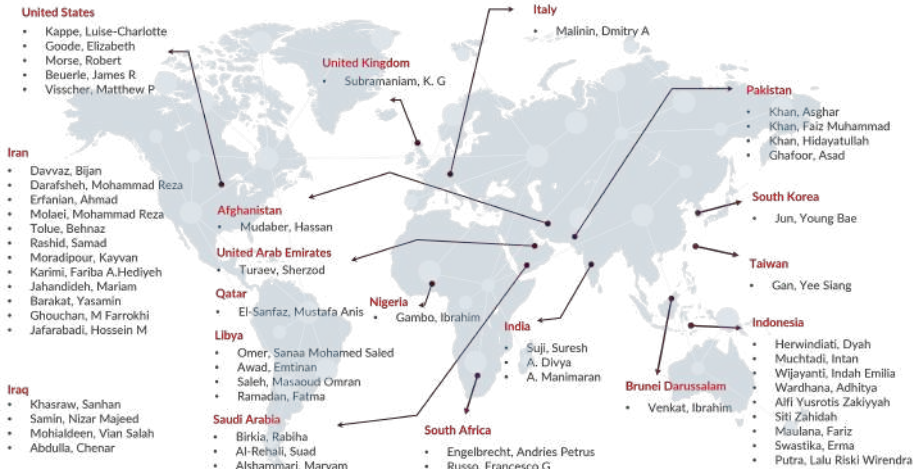 United States
• Kappe, Luise-Charlotte
• Goode, Elizabeth
• Morse, Robert
• Beuerle, James R
• Visscher, Matthew P
Italy
• Malinin, Dmitry A
United Kingdom
• Subramaniam, K. G
Pakistan
• Khan, Asghar
• Khan, Faiz Muhammad
• Khan, Hidayatullah
• Ghafoor, Asad
Iran
• Davvaz, Bijan
• Darafsheh, Mohammad Reza
• Erfanian, Ahmad
• Molaei, Mohammad Reza
• Tolue, Behnaz
• Rashid, Samad
• Moradipour, Kayvan
• Karimi, Fariba A.Hediyeh
• Jahandideh, Mariam
• Barakat, Yasamin
• Ghouchan, M Farrokhi
• Jafarabadi, Hossein M
Afghanistan
• Mudaber, Hassan
South Korea
• Jun, Young Bae
United Arab Emirates
• Turaev, Sherzod
Taiwan
• Gan, Yee Siang
Qatar
• El-Sanfaz, Mustafa Anis
Nigeria
• Gambo, Ibrahim
Libya
• Omer, Sanaa Mohamed Saled
• Awad, Emtinan
• Saleh, Masaoud Omran
• Ramadan, Fatma
India
• Suji, Suresh
• A. Divya
• A. Manimaran
Indonesia
• Herwindiati, Dyah
• Muchtadi, Intan
• Wijayanti, Indah Emilia
• Wardhana, Adhitya
• Alfi Yusrotis Zakiyyah
• Siti Zahidah
• Maulana, Fariz
• Swastika, Erma
• Putra, Lalu Riski Wirendra
Brunei Darussalam
• Venkat, Ibrahim
Iraq
• Khasraw, Sanhan
• Samin, Nizar Majeed
• Mohialdeen, Vian Salah
• Abdulla, Chenar
Saudi Arabia
• Birkia, Rabiha
• Al-Rehali, Suad
• Alshammari, Maryam
South Africa
• Engelbrecht, Andries Petrus
• Russo, Francesco G